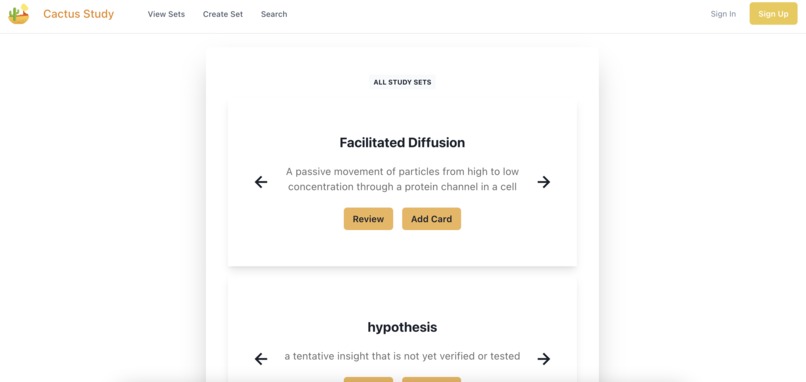 Cactus Study
View Sets
Create Set
Search
Sign In
Sign Up
ALL STUDY SETS
Facilitated Diffusion
A passive movement of particles from high to low
concentration through a protein channel in a cell
Review
Add Card
hypothesis
a tentative insight that is not yet verified or tested